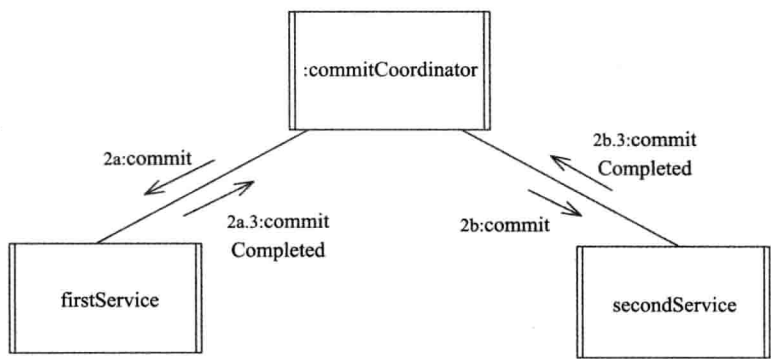 :commitCoordinator
2a:commit
2b.3:commit
Completed
2a.3:commit
Completed
2b:commit
firstService
secondService